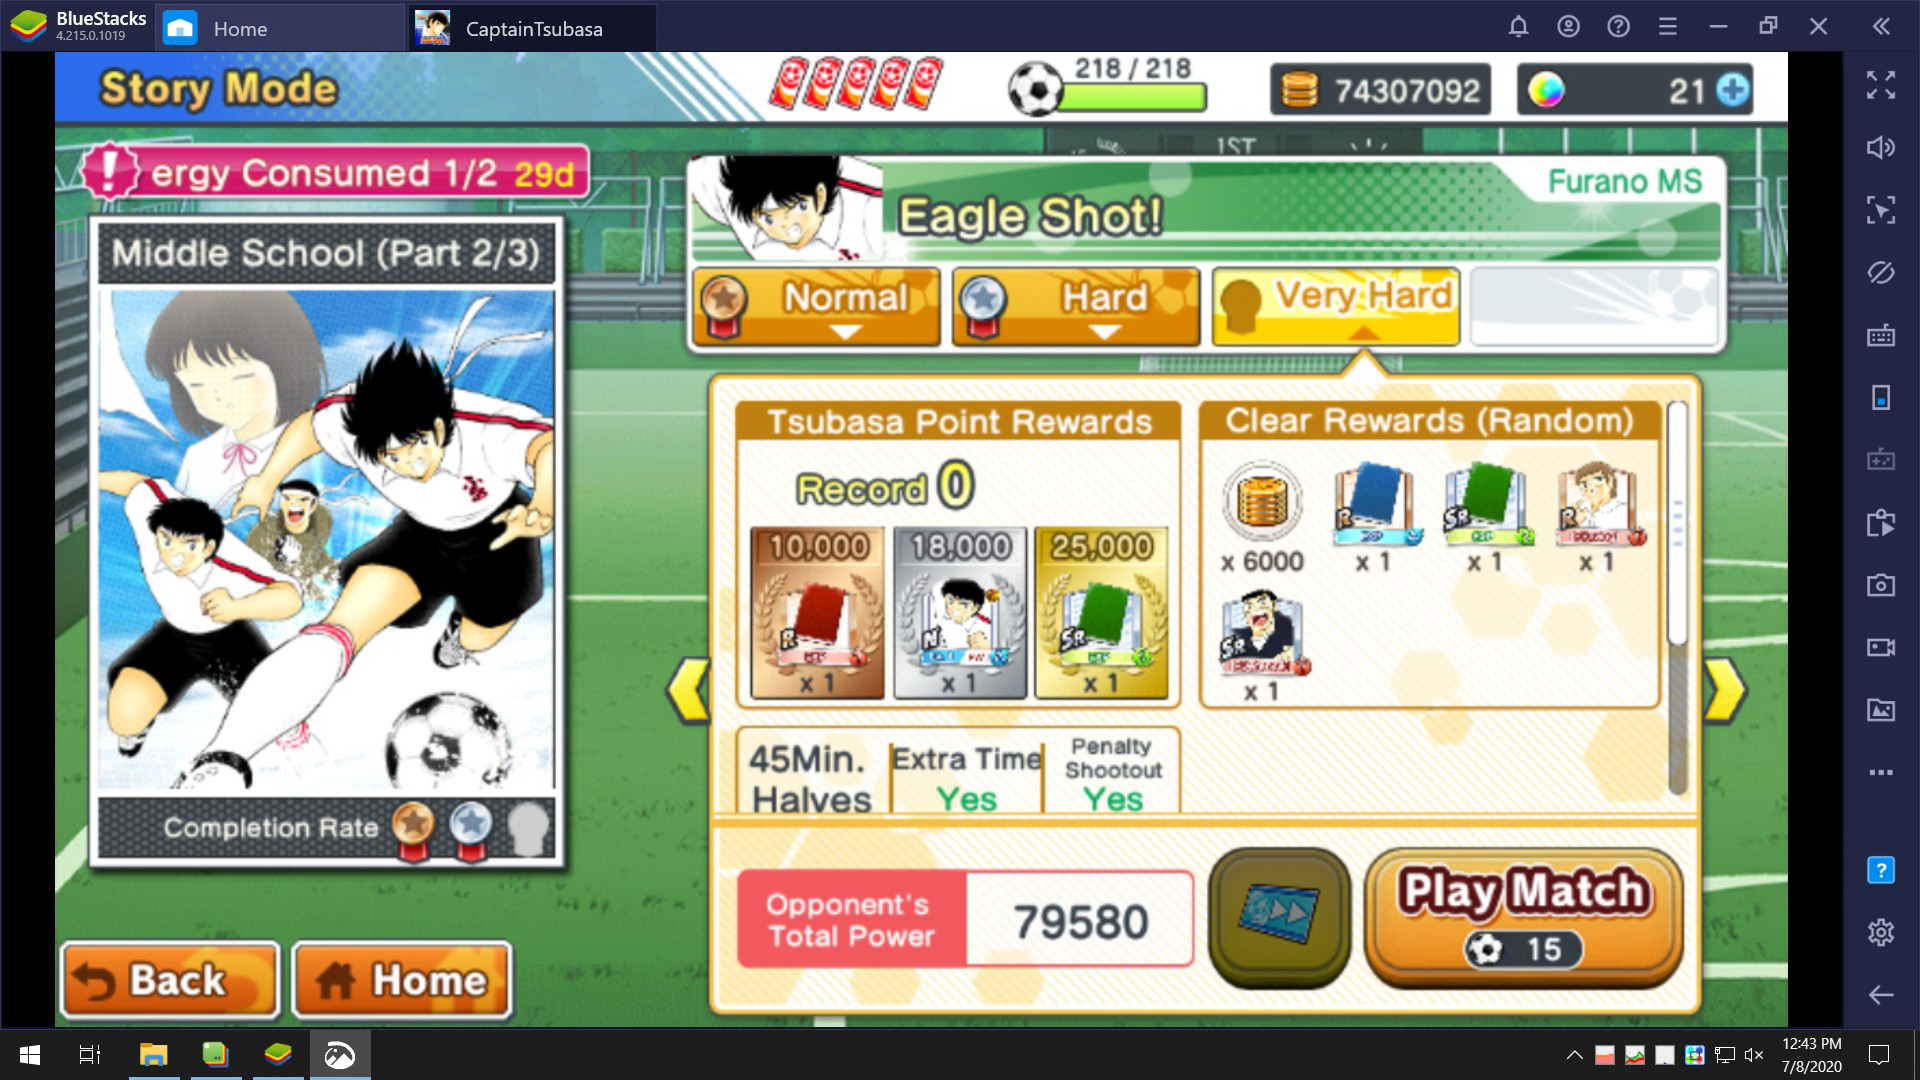 BlueStacks
4.215.0.1019
Home
CaptainTsubasa
Story Mode
218 / 218
74307092
21
ergy Consumed 1/2 29d
1ST
Middle School (Part 2/3)
Completion Rate
Back
Home
Furano MS
Eagle Shot!
Normal
Hard
Very Hard
Tsubasa Point Rewards
Record 0
10,000
18,000
25,000
R
N
SR
x 1
x 1
x 1
Clear Rewards (Random)
R
SR
R
x 6000
x 1
x 1
x 1
SR
x 1
45Min.
Halves
Extra Time
Yes
Penalty
Shootout
Yes
Opponent's
Total Power
79580
Play Match
15
12:43 PM
7/8/2020